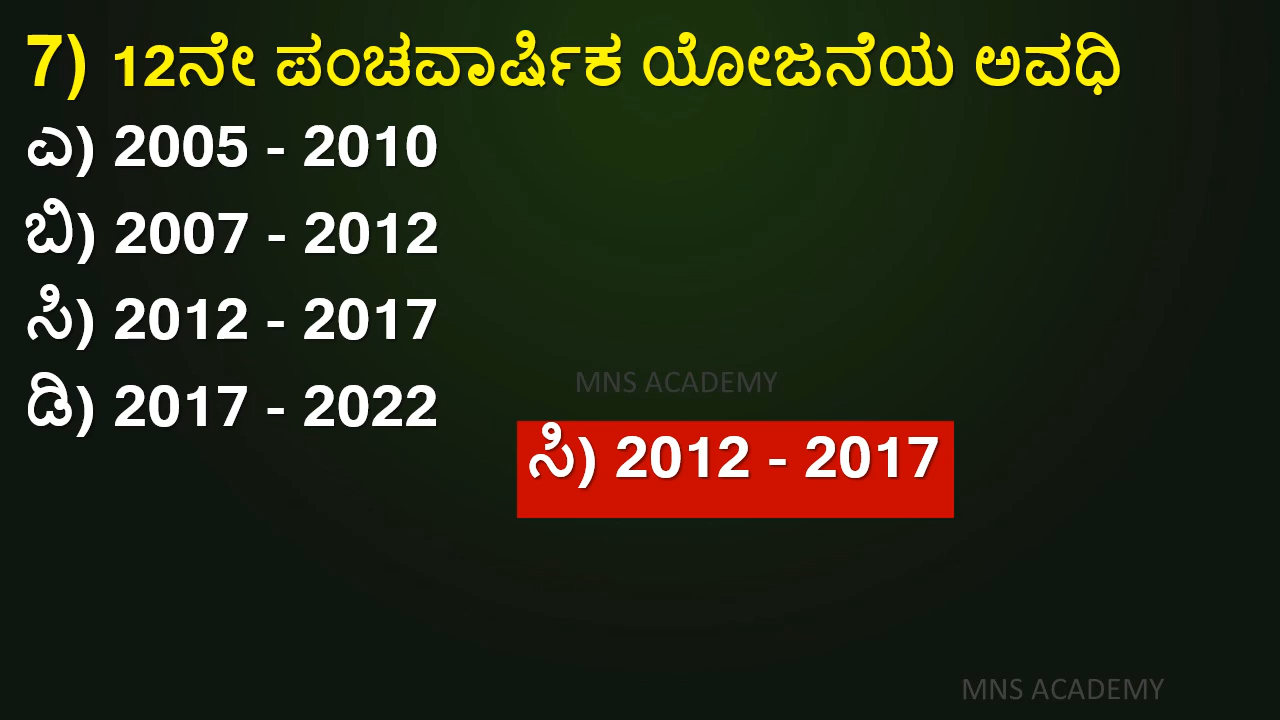 7) 12ನೇ ಪಂಚವಾರ್ಷಿಕ ಯೋಜನೆಯ ಅವಧಿ
ಎ) 2005 - 2010
ಬಿ) 2007 - 2012
ಸಿ) 2012 - 2017
ಡಿ) 2017 - 2022
MNS ACADEMY
ಸಿ) 2012 - 2017
MNS ACADEMY